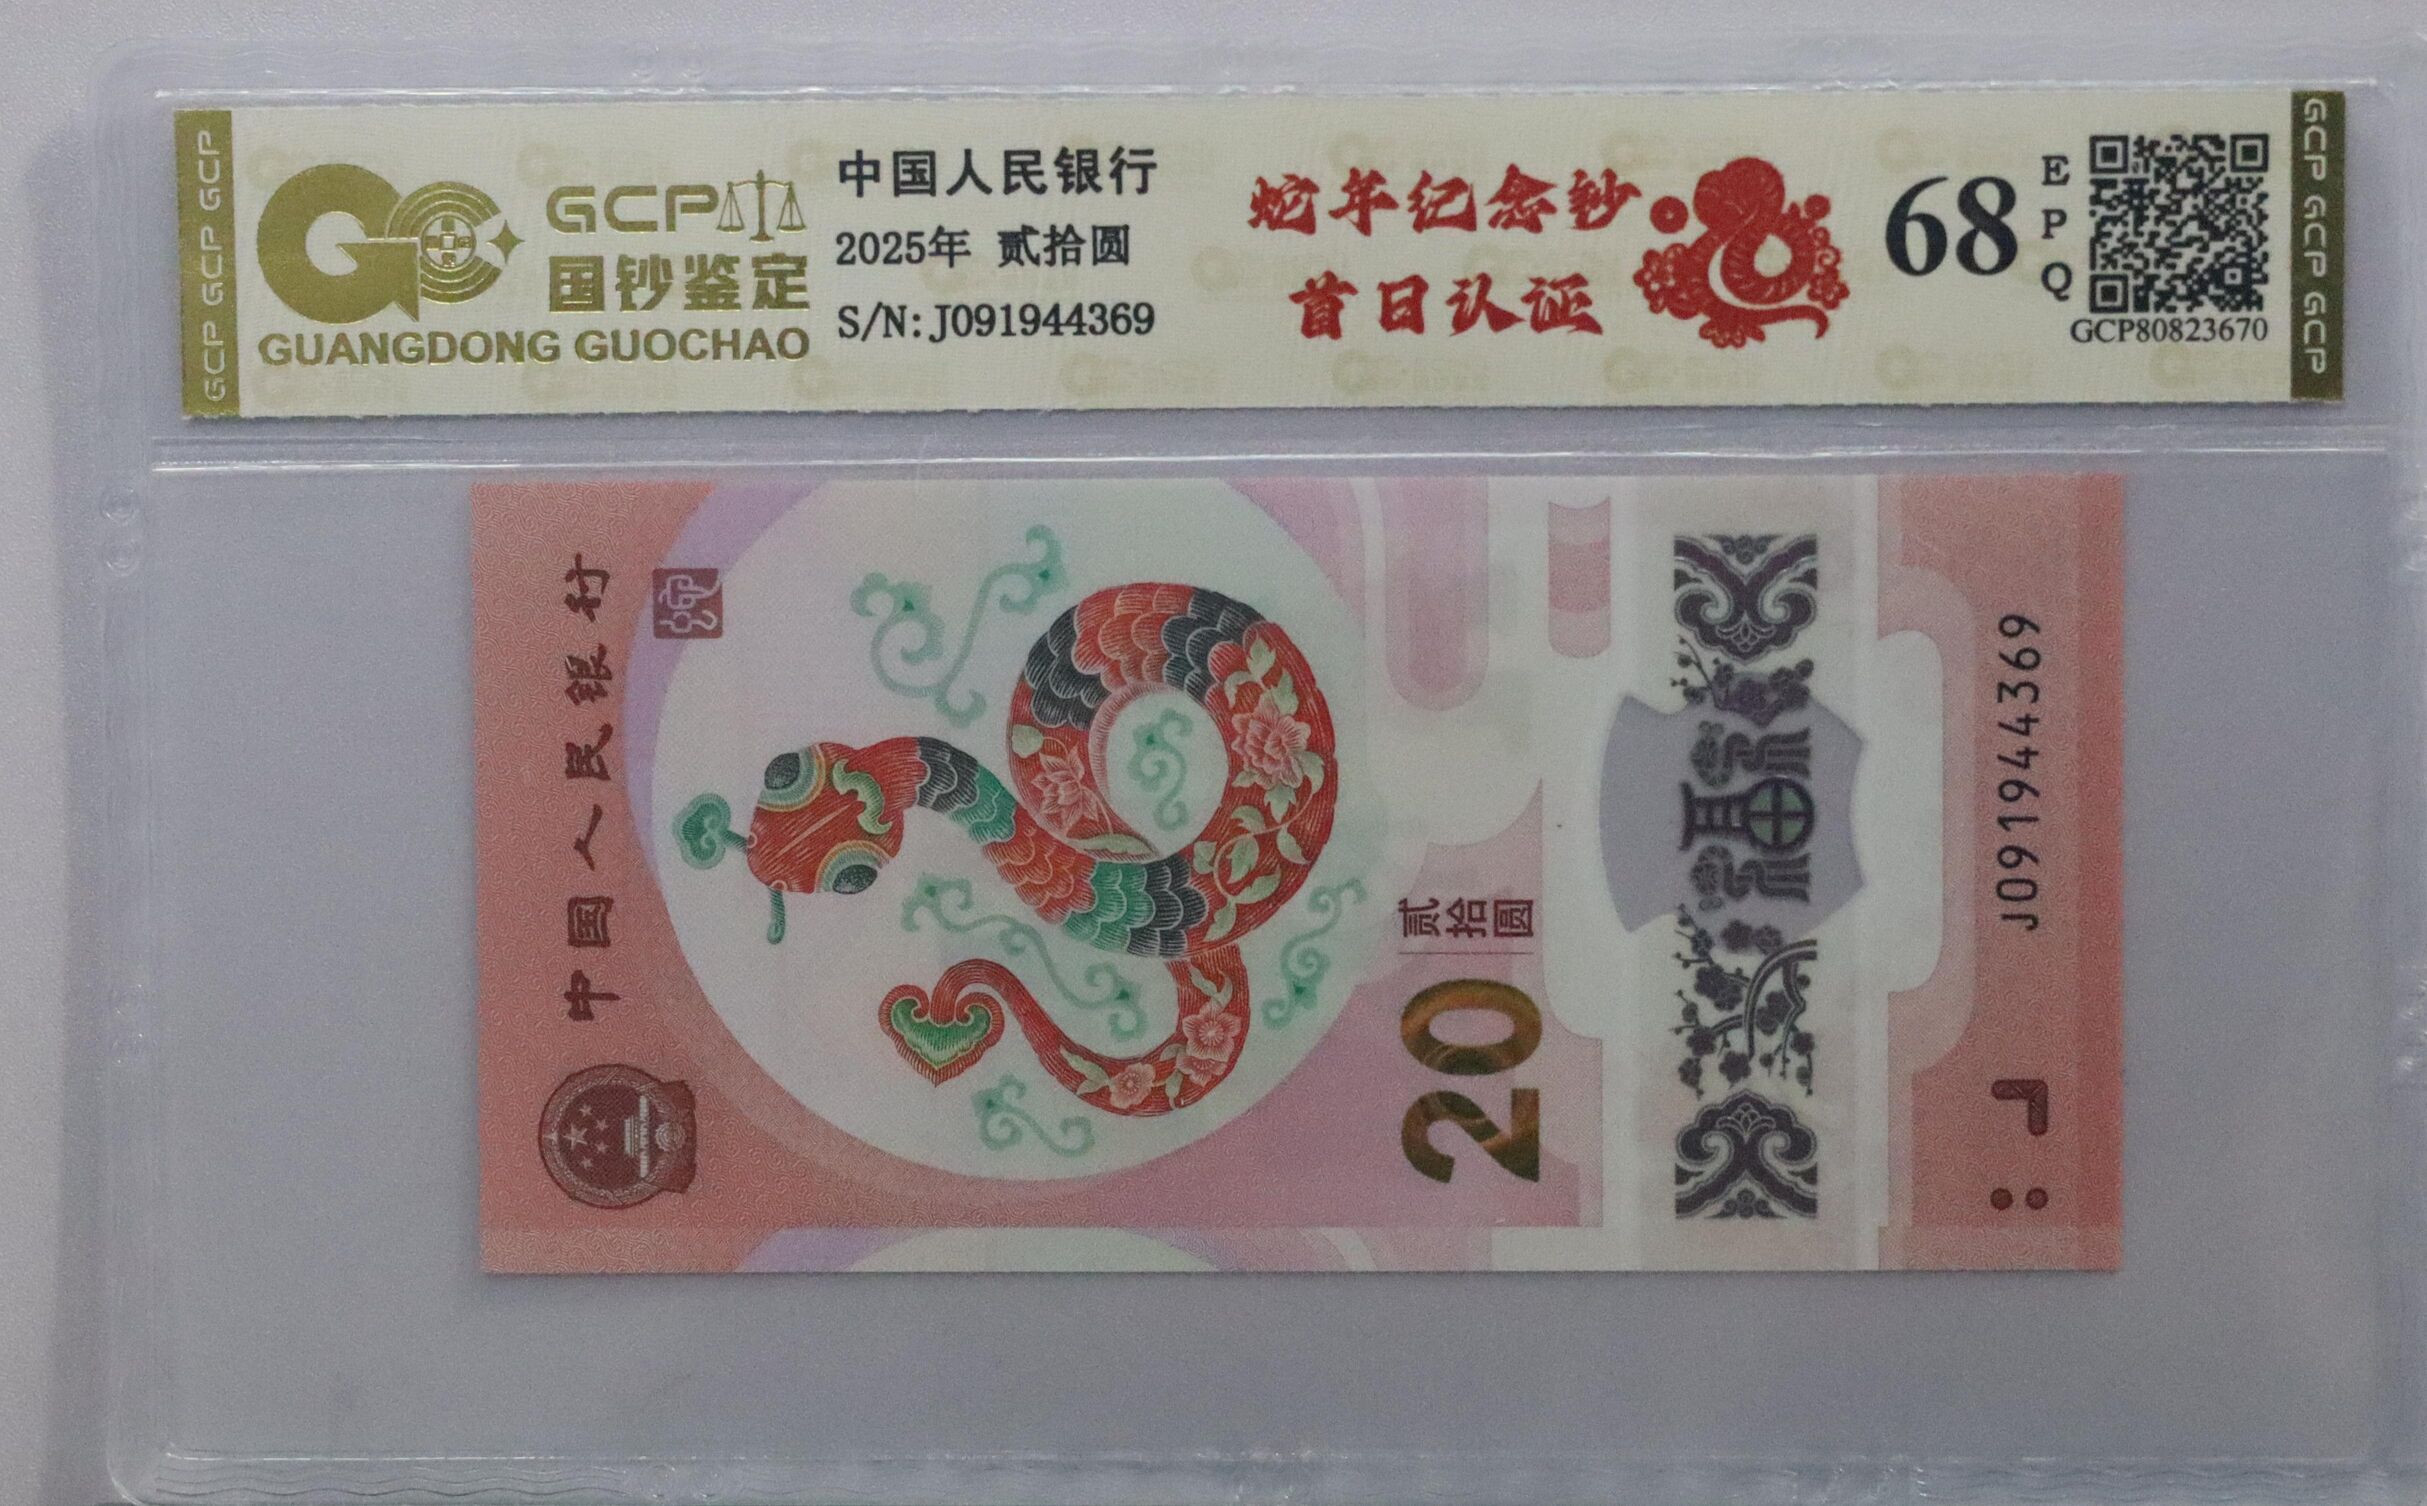 GCP GCP GCP
GCP
国钞鉴定
GUANGDONG GUOCHAO
中国人民银行
2025年 贰拾圆
S/N: J091944369
蛇年纪念钞
首日认证
68
EPQ
GCP80823670
GCP GCP GCP
中国人民银行
20
贰拾圆
福
J091944369